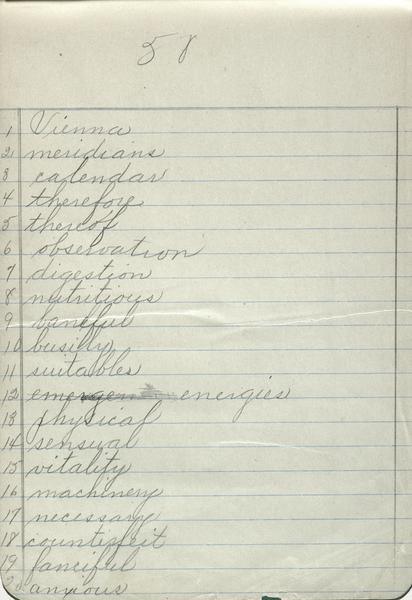 58
1 Vienna
2 meridians
3 calendar
4 therefore
5 thereof
6 observation
7 digestion
8 nutritious
9 baneful
10 busilly
11 suitables
12 energies
13 physical
14 sensual
15 vitality
16 machinery
17 necessary
18 counterfeit
19 fanciful
20 anxious